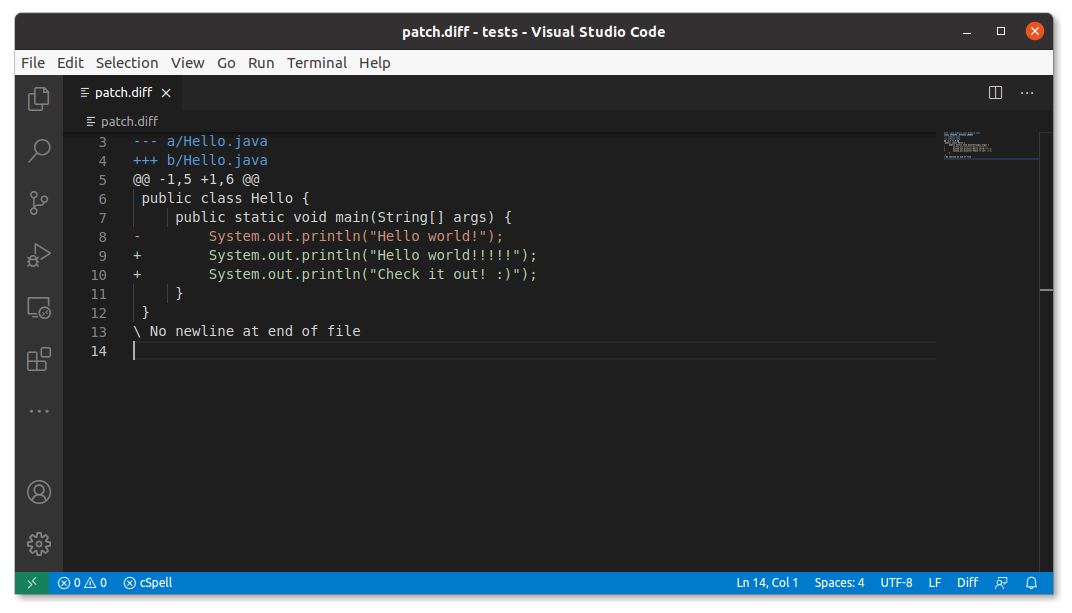 patch.diff - tests - Visual Studio Code
File Edit Selection View Go Run Terminal Help
patch.diff
patch.diff
3 --- a/Hello.java
4 +++ b/Hello.java
5 @@ -1,5 +1,6 @@
6  public class Hello {
7      public static void main(String[] args) {
8 -        System.out.println("Hello world!");
9 +        System.out.println("Hello world!!!!!");
10 +        System.out.println("Check it out! :)");
11      }
12  }
13 \ No newline at end of file
14
0 0 cSpell Ln 14, Col 1 Spaces: 4 UTF-8 LF Diff